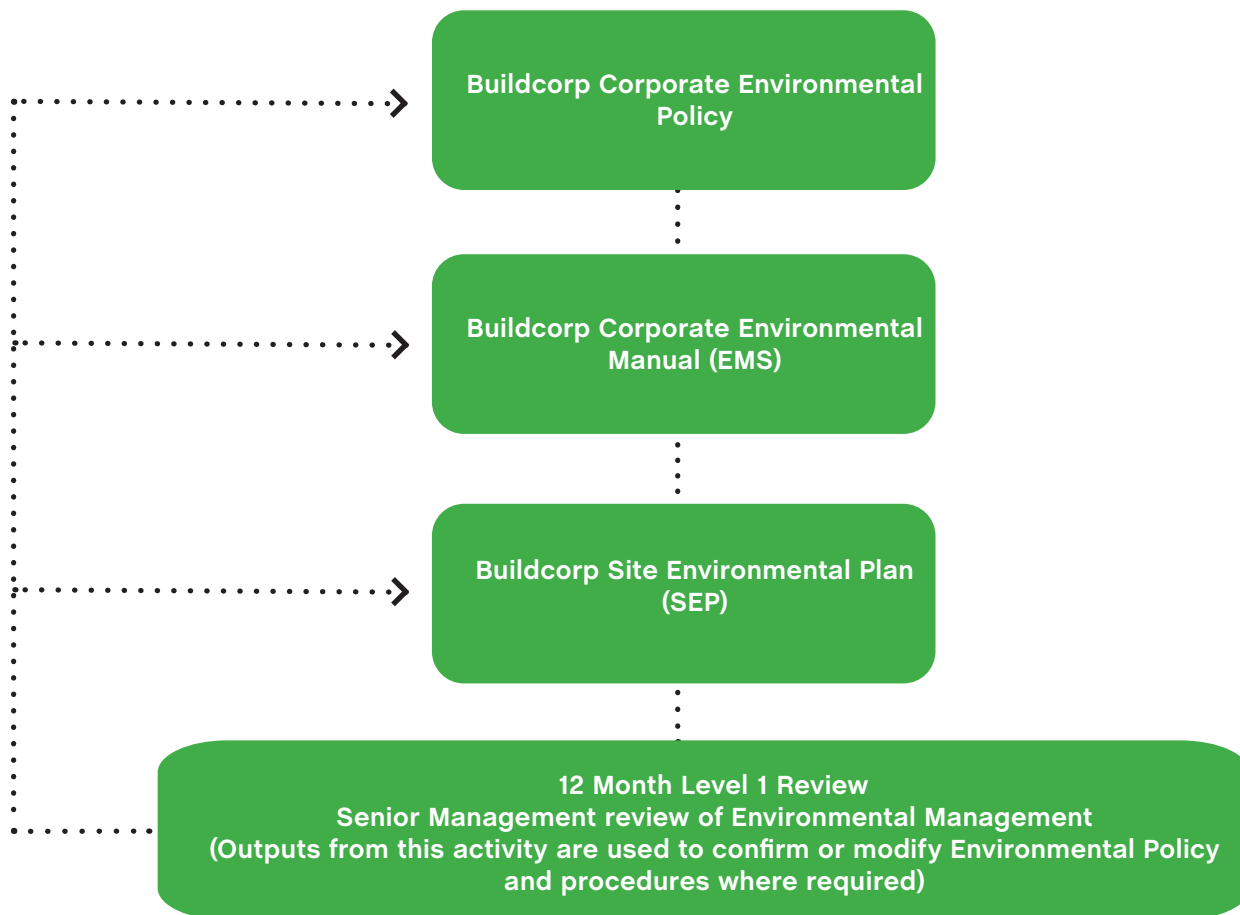 Buildcorp Corporate Environmental
Policy
Buildcorp Corporate Environmental
Manual (EMS)
Buildcorp Site Environmental Plan
(SEP)
12 Month Level 1 Review
Senior Management review of Environmental Management
(Outputs from this activity are used to confirm or modify Environmental Policy
and procedures where required)